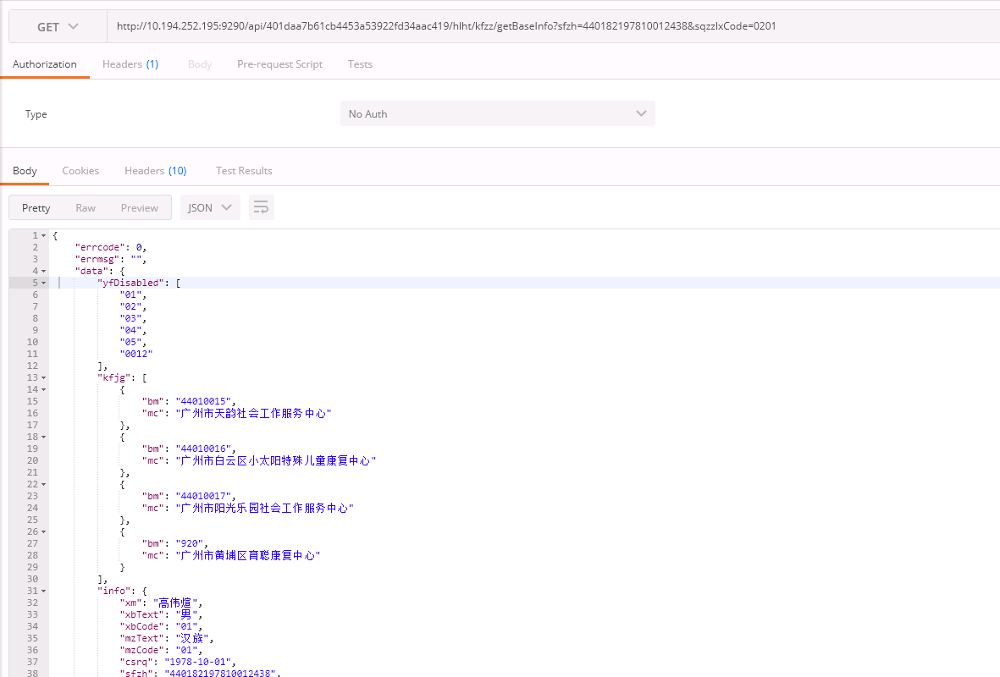 GET
http://10.194.252.195:9290/api/401daa7b61cb4453a53922fd34aac419/hlht/kfzz/getBaseInfo?sfzh=440182197810012438&sqzzlxCode=0201
Authorization Headers (1) Body Pre-request Script Tests
Type No Auth
Body Cookies Headers (10) Test Results
Pretty Raw Preview JSON
1 {
2 "errcode": 0,
3 "errmsg": "",
4 "data": {
5 "yfDisabled": [
6 "01",
7 "02",
8 "03",
9 "04",
10 "05",
11 "0012"
12 ],
13 "kfjg": [
14 {
15 "bm": "44010015",
16 "mc": "广州市天韵社会工作服务中心"
17 },
18 {
19 "bm": "44010016",
20 "mc": "广州市白云区小太阳特殊儿童康复中心"
21 },
22 {
23 "bm": "44010017",
24 "mc": "广州市阳光乐园社会工作服务中心"
25 },
26 {
27 "bm": "920",
28 "mc": "广州市黄埔区育聪康复中心"
29 }
30 ],
31 "info": {
32 "xm": "高伟煊",
33 "xbText": "男",
34 "xbCode": "01",
35 "mzText": "汉族",
36 "mzCode": "01",
37 "csrq": "1978-10-01",
38 "sfzh": "440182197810012438",